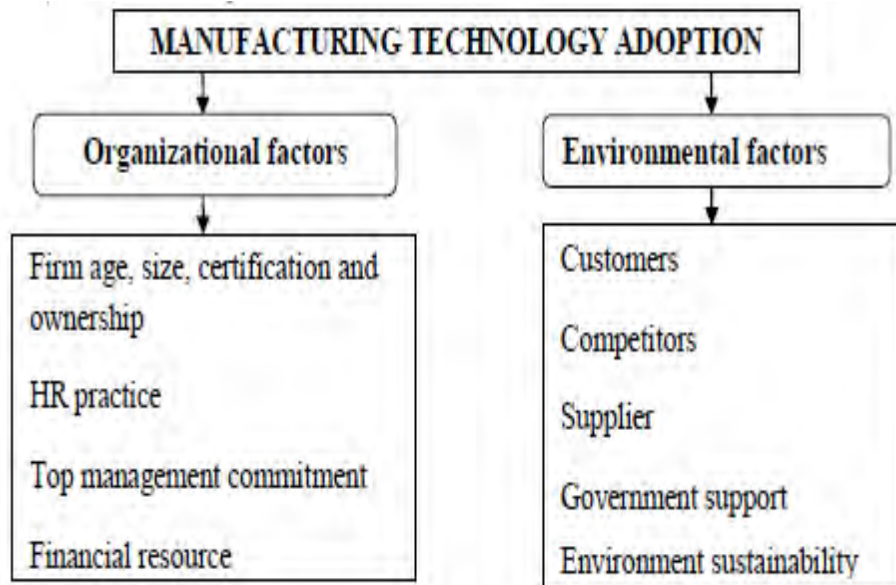 MANUFACTURING TECHNOLOGY ADOPTION
Organizational factors
Environmental factors
Firm age, size, certification and
ownership
HR practice
Top management commitment
Financial resource
Customers
Competitors
Supplier
Government support
Environment sustainability